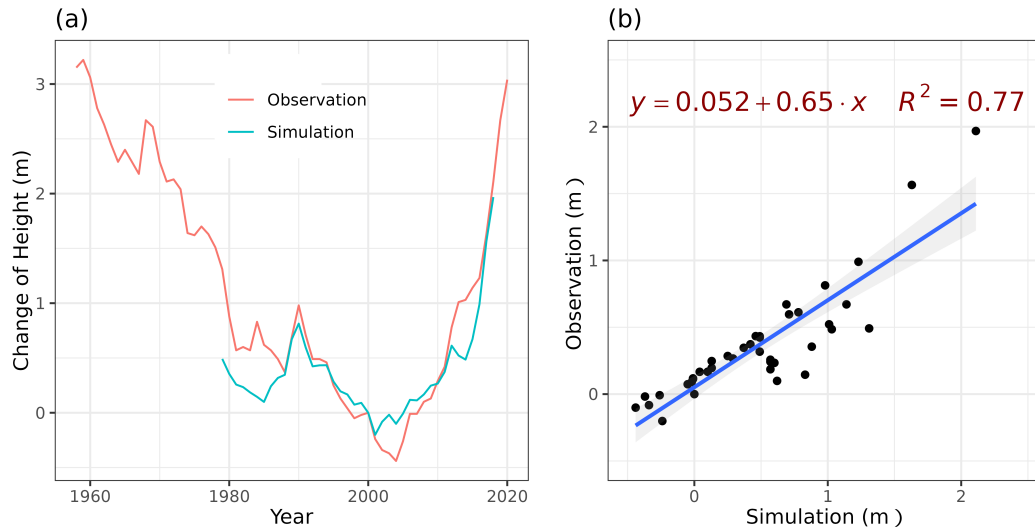 (a)
Change of Height (m)
3
2
1
0
Observation
Simulation
1960 1980 2000 2020
Year
(b)
Observation (m )
2
1
0
y = 0.052 + 0.65 · x R² = 0.77
0 1 2
Simulation (m )